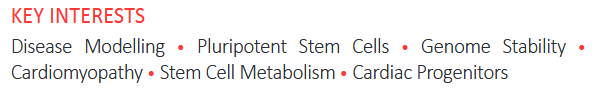 KEY INTERESTS
Disease Modelling • Pluripotent Stem Cells • Genome Stability •
Cardiomyopathy • Stem Cell Metabolism • Cardiac Progenitors